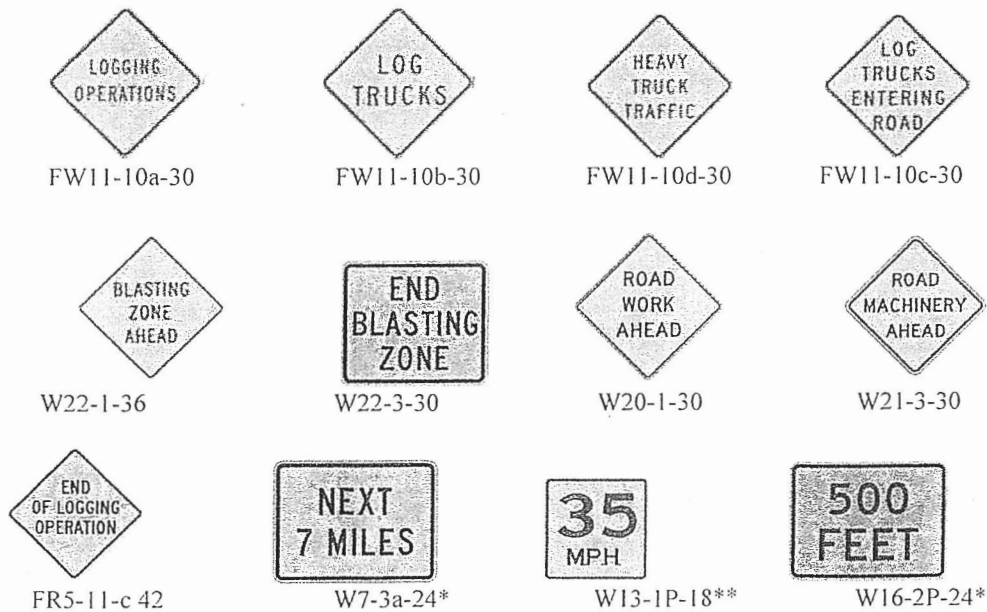 LOGGING
OPERATIONS
FW11-10a-30
LOG
TRUCKS
FW11-10b-30
HEAVY
TRUCK
TRAFFIC
FW11-10d-30
LOG
TRUCKS
ENTERING
ROAD
FW11-10c-30
BLASTING
ZONE
AHEAD
W22-1-36
END
BLASTING
ZONE
W22-3-30
ROAD
WORK
AHEAD
W20-1-30
ROAD
MACHINERY
AHEAD
W21-3-30
END
OF LOGGING
OPERATION
FR5-11-c 42
NEXT
7 MILES
W7-3a-24*
35
M.P.H.
W13-1P-18**
500
FEET
W16-2P-24*